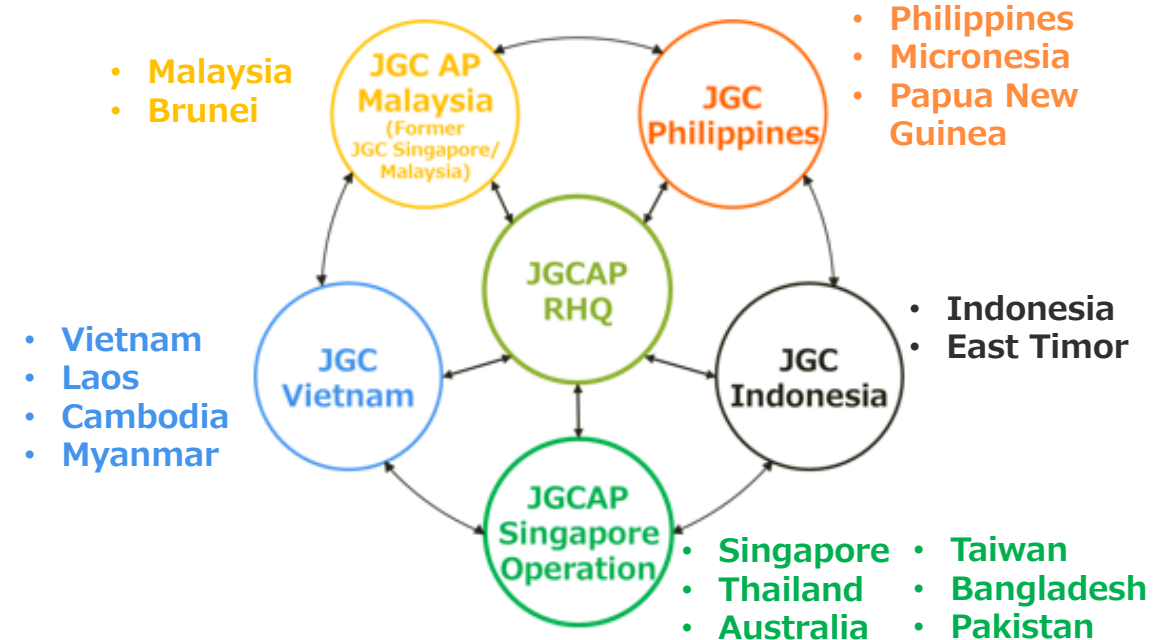 • Malaysia
• Brunei
JGC AP
Malaysia
(Former
JGC Singapore/
Malaysia)
JGC
Philippines
• Philippines
• Micronesia
• Papua New
Guinea
JGCAP
RHQ
• Vietnam
• Laos
• Cambodia
• Myanmar
JGC
Vietnam
JGC
Indonesia
• Indonesia
• East Timor
JGCAP
Singapore
Operation
• Singapore
• Thailand
• Australia
• Taiwan
• Bangladesh
• Pakistan